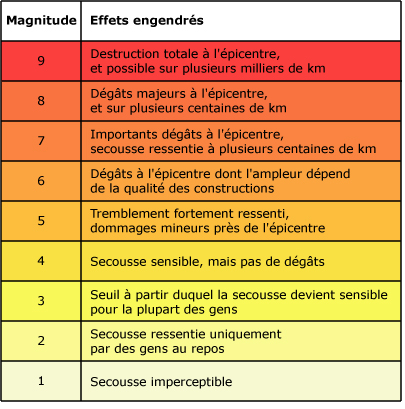 Magnitude Effets engendrés
9 Destruction totale à l'épicentre,
et possible sur plusieurs milliers de km
8 Dégâts majeurs à l'épicentre,
et sur plusieurs centaines de km
7 Importants dégâts à l'épicentre,
secousse ressentie à plusieurs centaines de km
6 Dégâts à l'épicentre dont l'ampleur dépend
de la qualité des constructions
5 Tremblement fortement ressenti,
dommages mineurs près de l'épicentre
4 Secousse sensible, mais pas de dégâts
3 Seuil à partir duquel la secousse devient sensible
pour la plupart des gens
2 Secousse ressentie uniquement
par des gens au repos
1 Secousse imperceptible